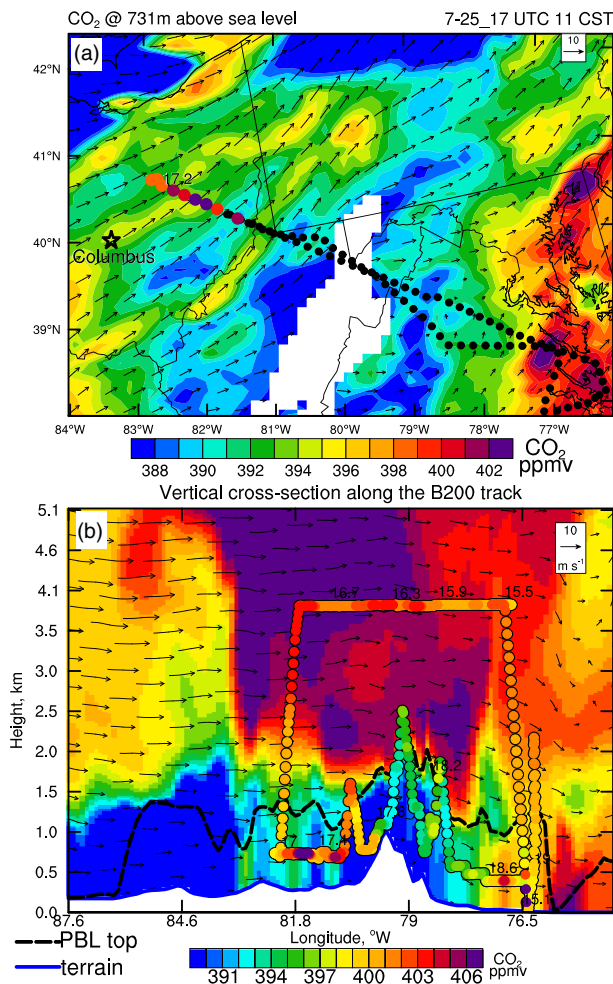 CO₂ @ 731m above sea level 7-25_17 UTC 11 CST
(a)
10
42°N
41°N
40°N
39°N
17.2
Columbus
84°W 83°W 82°W 81°W 80°W 79°W 78°W 77°W
388 390 392 394 396 398 400 402
CO₂
ppmv
Vertical cross-section along the B200 track
(b)
10
m s⁻¹
5.1
4.6
4.1
3.5
3.0
2.5
2.0
1.5
1.0
0.5
0.0
Height, km
16.7 16.3 15.9 15.5
18.2
18.6
15.1
87.6 84.6 81.8 79 76.5
Longitude, °W
PBL top
terrain
391 394 397 400 403 406
CO₂
ppmv